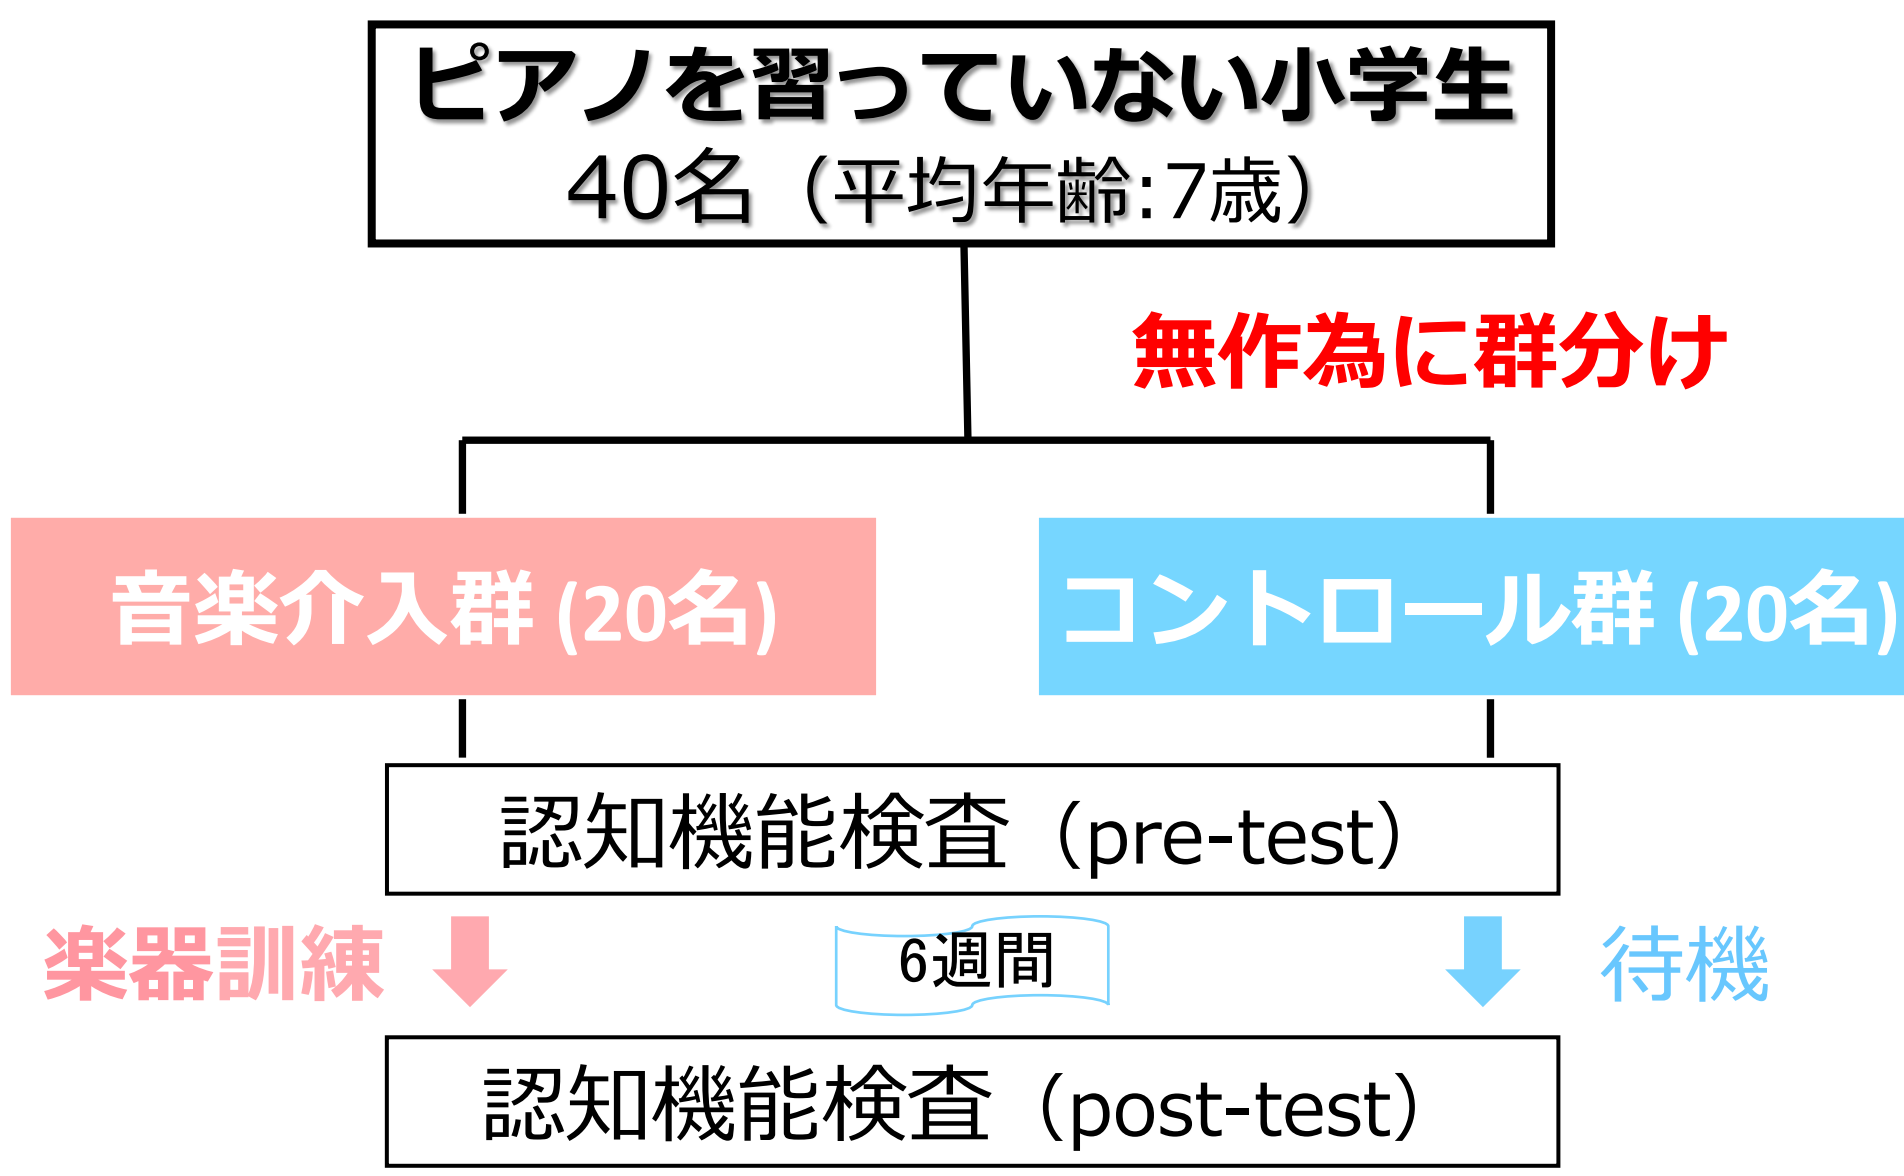 ピアノを習っていない小学生
40名（平均年齢:7歳）
無作為に群分け
音楽介入群 (20名)
コントロール群 (20名)
認知機能検査（pre-test）
楽器訓練
6週間
待機
認知機能検査（post-test）